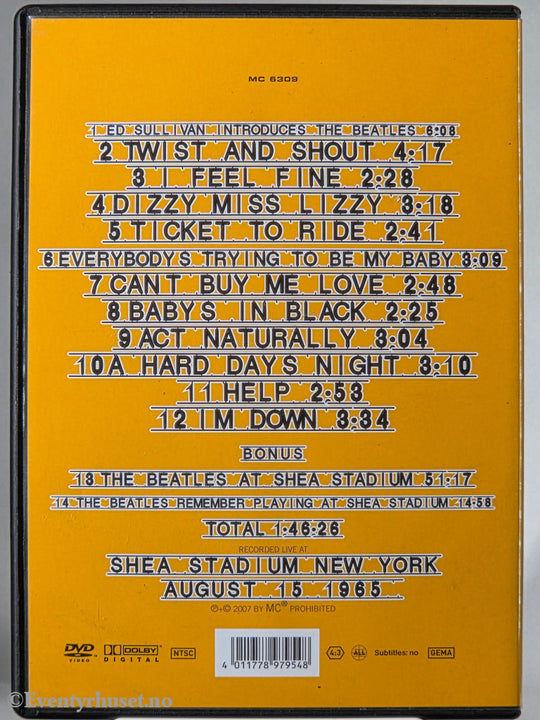 MC 6309
1 ED SULLIVAN INTRODUCES THE BEATLES 6:08
2 TWIST AND SHOUT 4:17
3 I FEEL FINE 2:28
4 DIZZY MISS LIZZY 3:18
5 TICKET TO RIDE 2:41
6 EVERYBODYS TRYING TO BE MY BABY 3:09
7 CANT BUY ME LOVE 2:48
8 BABYS IN BLACK 2:25
9 ACT NATURALLY 3:04
10 A HARD DAYS NIGHT 3:10
11 HELP 2:53
12 IM DOWN 3:34
BONUS
13 THE BEATLES AT SHEA STADIUM 51:17
14 THE BEATLES REMEMBER PLAYING AT SHEA STADIUM 14:58
TOTAL 1:46:26
RECORDED LIVE AT
SHEA STADIUM NEW YORK
AUGUST 15 1965
℗+© 2007 BY MC® PROHIBITED
DVD VIDEO DOLBY DIGITAL NTSC 4:3 ALL Subtitles: no GEMA
4 011778 979548
©Eventyrhuset.no